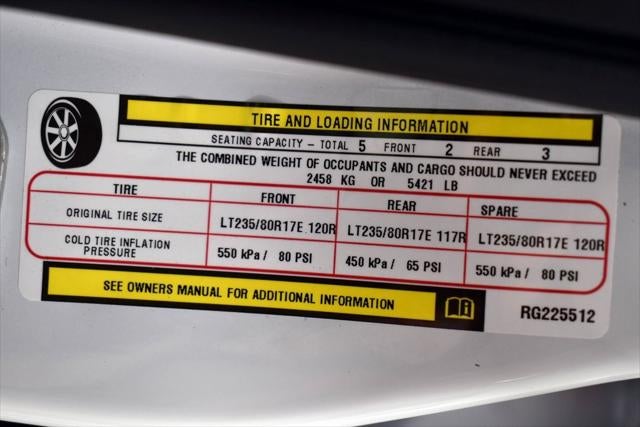 TIRE AND LOADING INFORMATION
SEATING CAPACITY - TOTAL 5 FRONT 2 REAR 3
THE COMBINED WEIGHT OF OCCUPANTS AND CARGO SHOULD NEVER EXCEED
2458 KG OR 5421 LB
TIRE FRONT REAR SPARE
ORIGINAL TIRE SIZE LT235/80R17E 120R LT235/80R17E 117R LT235/80R17E 120R
COLD TIRE INFLATION
PRESSURE 550 kPa / 80 PSI 450 kPa / 65 PSI 550 kPa / 80 PSI
SEE OWNERS MANUAL FOR ADDITIONAL INFORMATION
RG225512